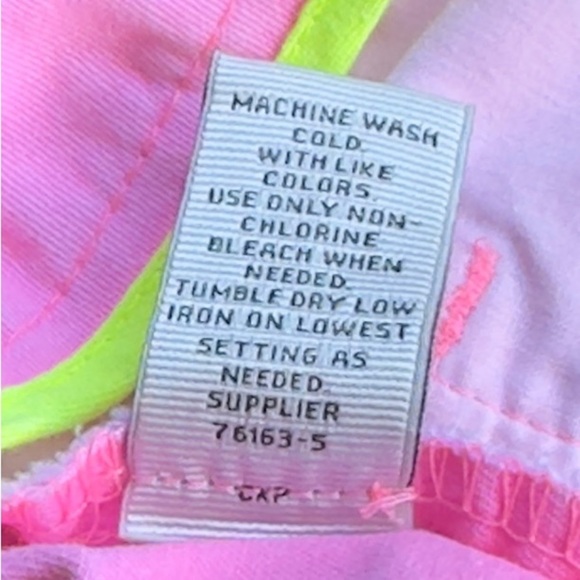 MACHINE WASH
COLD.
WITH LIKE
COLORS.
USE ONLY NON-
CHLORINE
BLEACH WHEN
NEEDED.
TUMBLE DRY LOW
IRON ON LOWEST
SETTING AS
NEEDED
SUPPLIER
76163-5